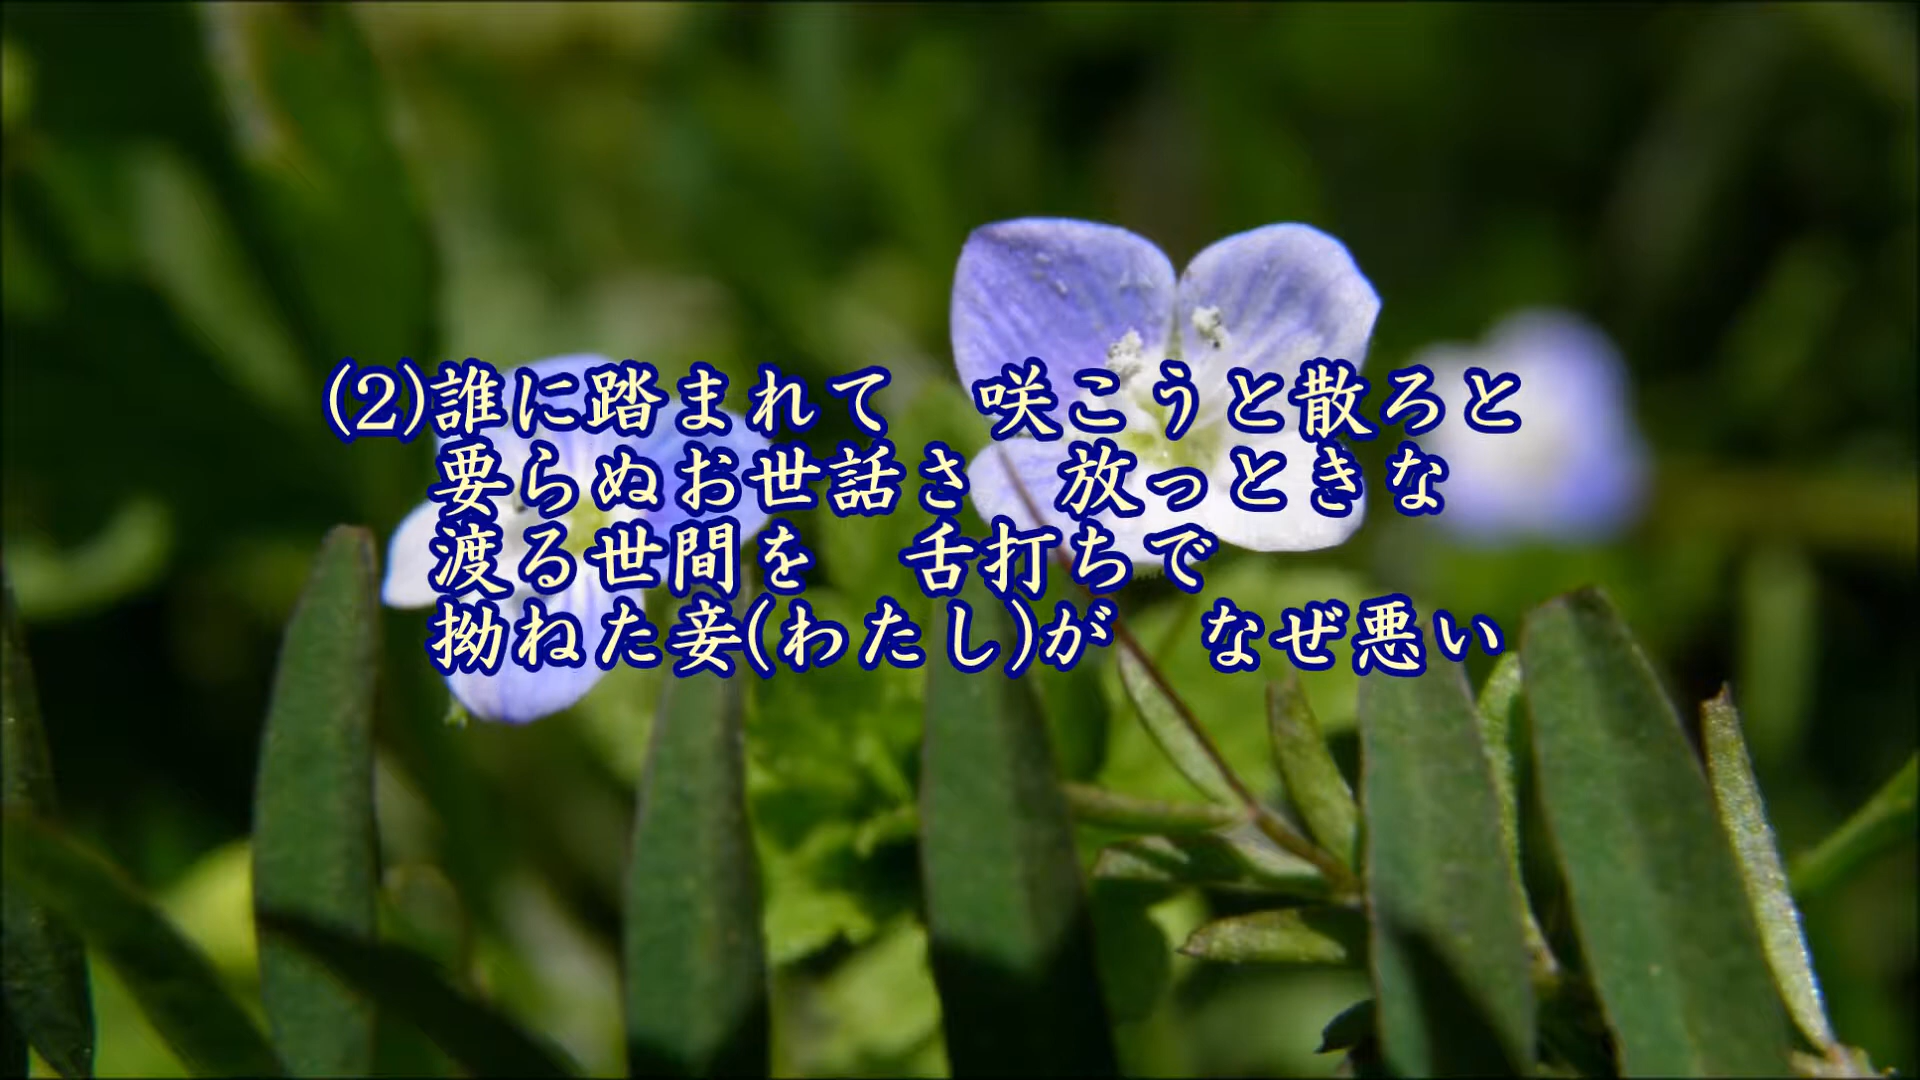 (2)誰に踏まれて　咲こうと散ろと
要らぬお世話さ　放っときな
渡る世間を　舌打ちで
拗ねた妾(わたし)が　なぜ悪い